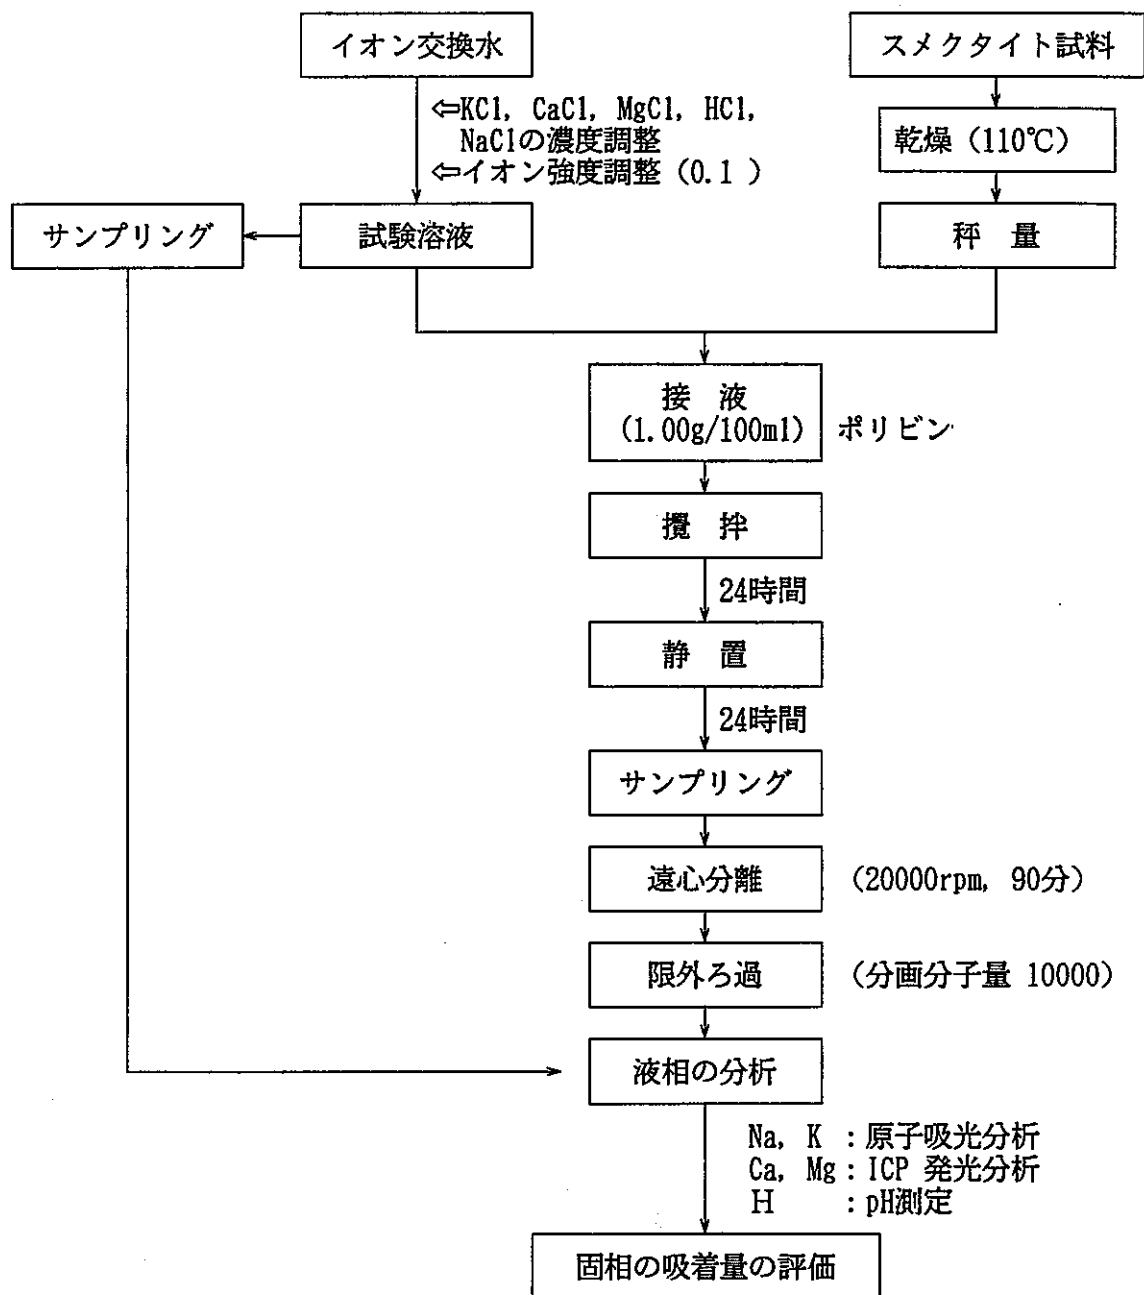 イオン交換水
スメクタイト試料
⇦KCl, CaCl, MgCl, HCl,
NaClの濃度調整
⇦イオン強度調整（0.1 ）
乾燥（110℃）
サンプリング
試験溶液
秤　量
接　液
(1.00g/100ml)
ポリビン
攪　拌
24時間
静　置
24時間
サンプリング
遠心分離
（20000rpm, 90分）
限外ろ過
（分画分子量 10000）
液相の分析
Na, K ：原子吸光分析
Ca, Mg：ICP 発光分析
H　　：pH測定
固相の吸着量の評価